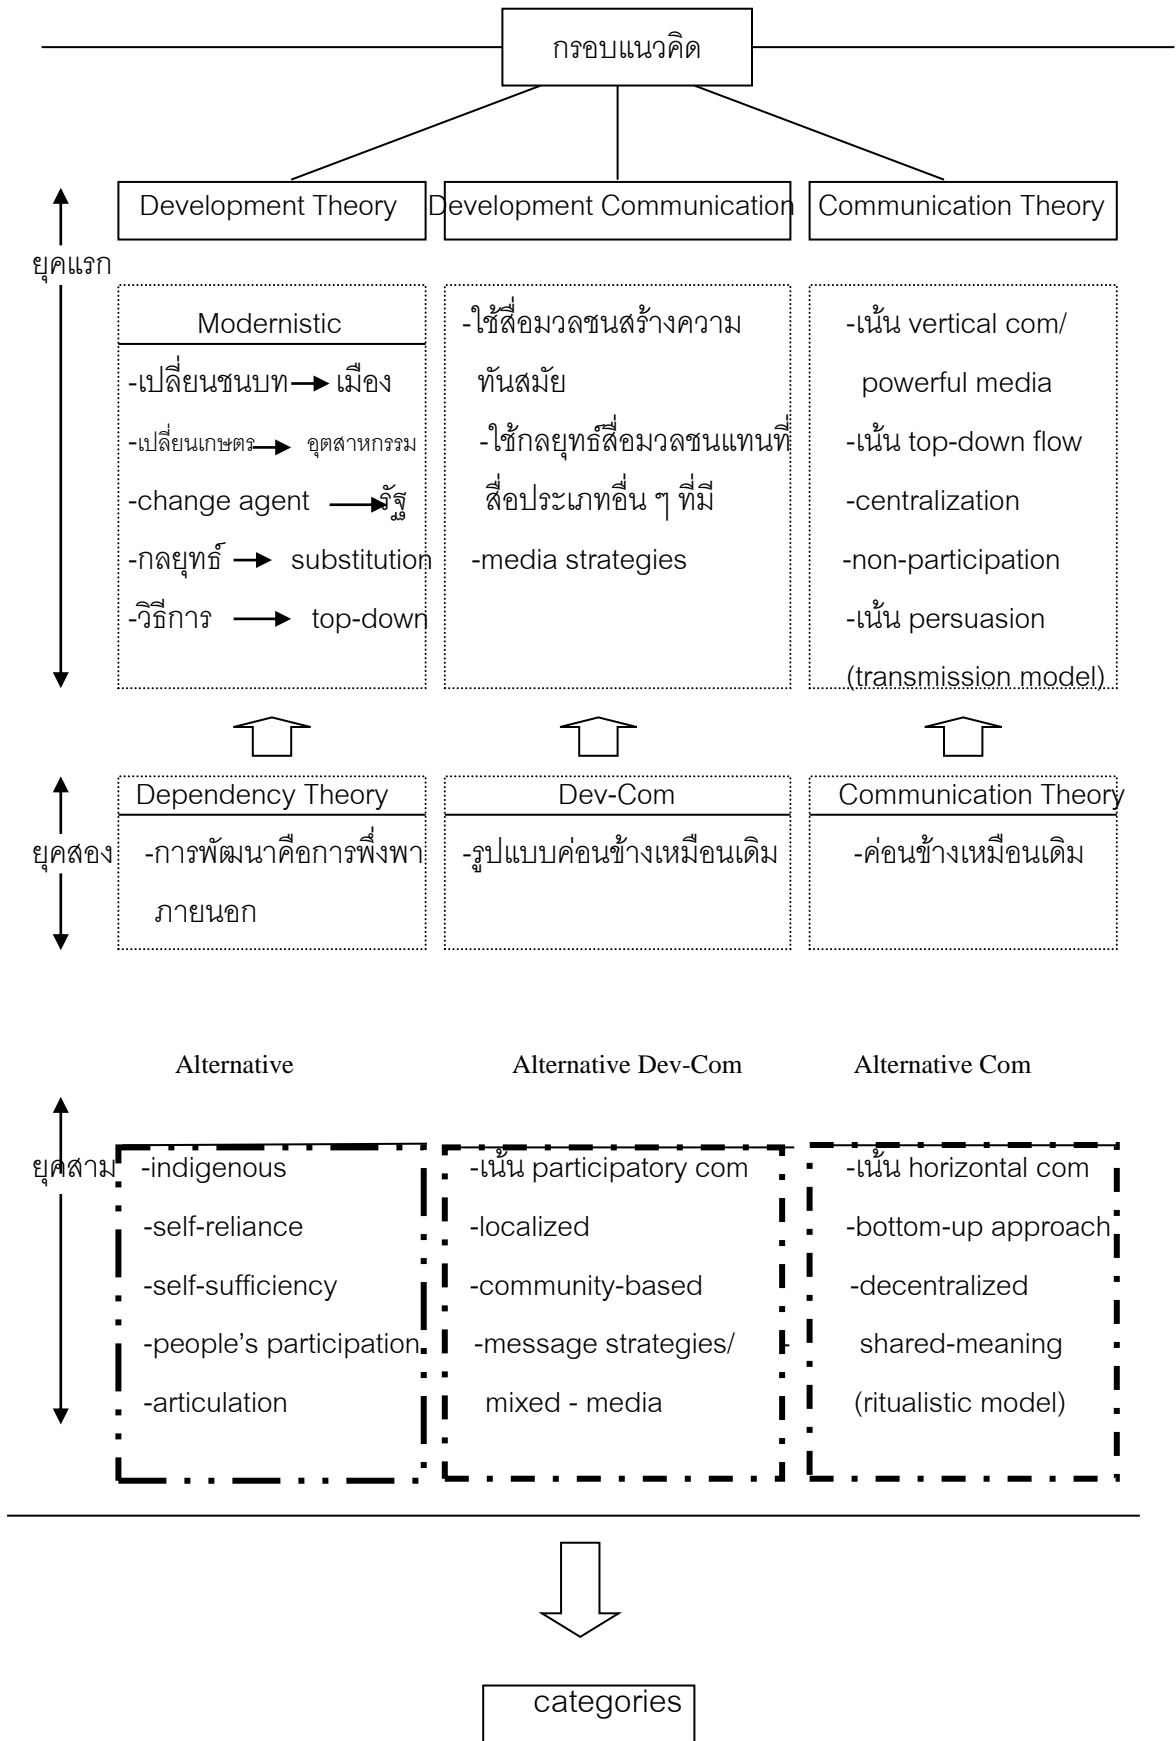 กรอบแนวคิด
Development Theory
Development Communication
Communication Theory
ยุคแรก
Modernistic
-เปลี่ยนชนบท เมือง
-เปลี่ยนเกษตร อุตสาหกรรม
-change agent รัฐ
-กลยุทธ์ substitution
-วิธีการ top-down
-ใช้สื่อมวลชนสร้างความ
ทันสมัย
-ใช้กลยุทธ์สื่อมวลชนแทนที่
สื่อประเภทอื่น ๆ ที่มี
-media strategies
-เน้น vertical com/
powerful media
-เน้น top-down flow
-centralization
-non-participation
-เน้น persuasion
(transmission model)
ยุคสอง
Dependency Theory
-การพัฒนาคือการพึ่งพา
ภายนอก
Dev-Com
-รูปแบบค่อนข้างเหมือนเดิม
Communication Theory
-ค่อนข้างเหมือนเดิม
ยุคสาม
Alternative
-indigenous
-self-reliance
-self-sufficiency
-people’s participation
-articulation
Alternative Dev-Com
-เน้น participatory com
-localized
-community-based
-message strategies/
mixed - media
Alternative Com
-เน้น horizontal com
-bottom-up approach
-decentralized
- shared-meaning
(ritualistic model)
categories